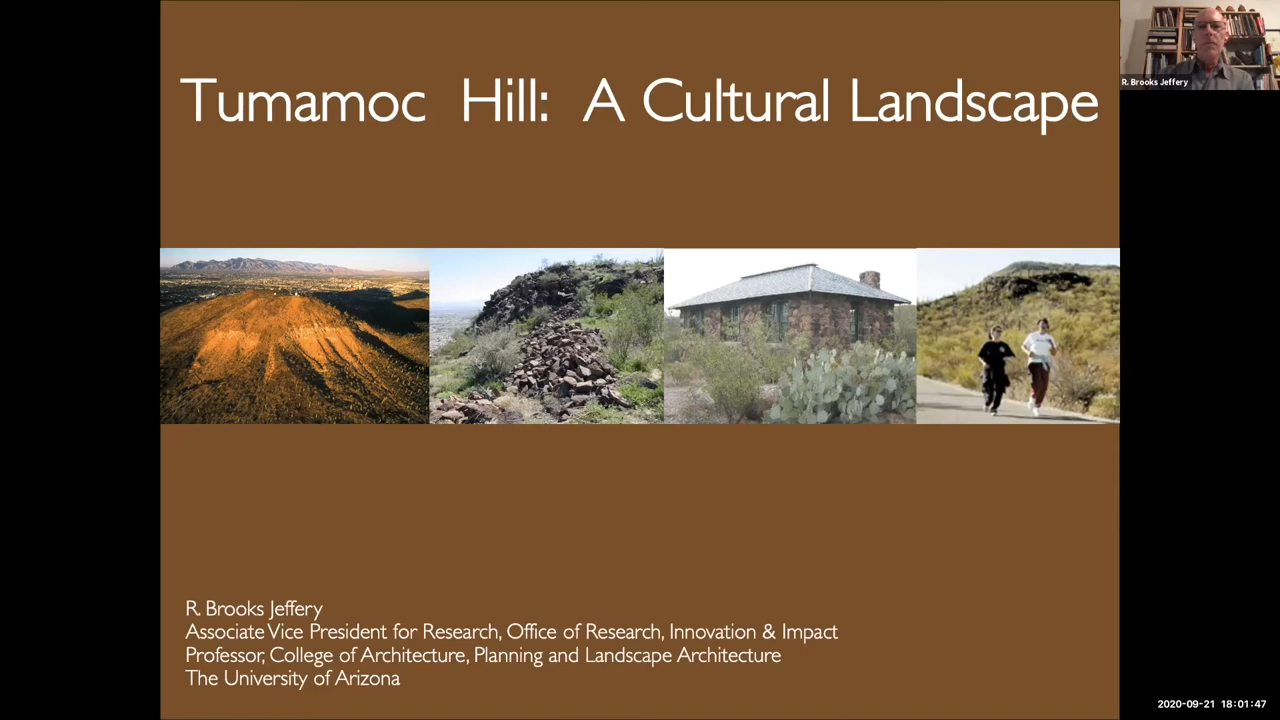 Tumamoc Hill: A Cultural Landscape
R. Brooks Jeffery
R. Brooks Jeffery
Associate Vice President for Research, Office of Research, Innovation & Impact
Professor, College of Architecture, Planning and Landscape Architecture
The University of Arizona
2020-09-21 18:01:47